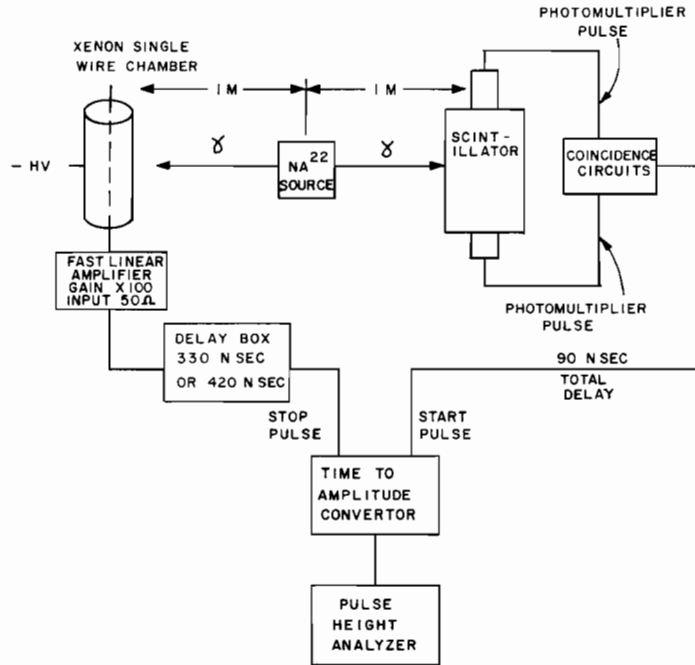 PHOTOMULTIPLIER
PULSE
XENON SINGLE
WIRE CHAMBER
1 M
1 M
γ
γ
SCINT-
ILLATOR
- HV
NA22
SOURCE
COINCIDENCE
CIRCUITS
FAST LINEAR
AMPLIFIER
GAIN X100
INPUT 50Ω
PHOTOMULTIPLIER
PULSE
DELAY BOX
330 N SEC
OR 420 N SEC
90 N SEC
TOTAL
DELAY
STOP
PULSE
START
PULSE
TIME TO
AMPLITUDE
CONVERTOR
PULSE
HEIGHT
ANALYZER